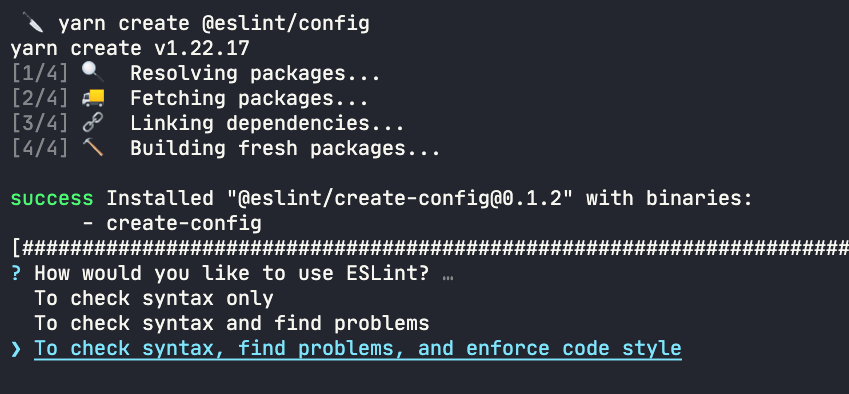 🔪 yarn create @eslint/config
yarn create v1.22.17
[1/4] 🔍 Resolving packages...
[2/4] 🚚 Fetching packages...
[3/4] 🔗 Linking dependencies...
[4/4] 🔨 Building fresh packages...
success Installed "@eslint/create-config@0.1.2" with binaries:
- create-config
[#####################################################################
? How would you like to use ESLint? …
To check syntax only
To check syntax and find problems
❯ To check syntax, find problems, and enforce code style